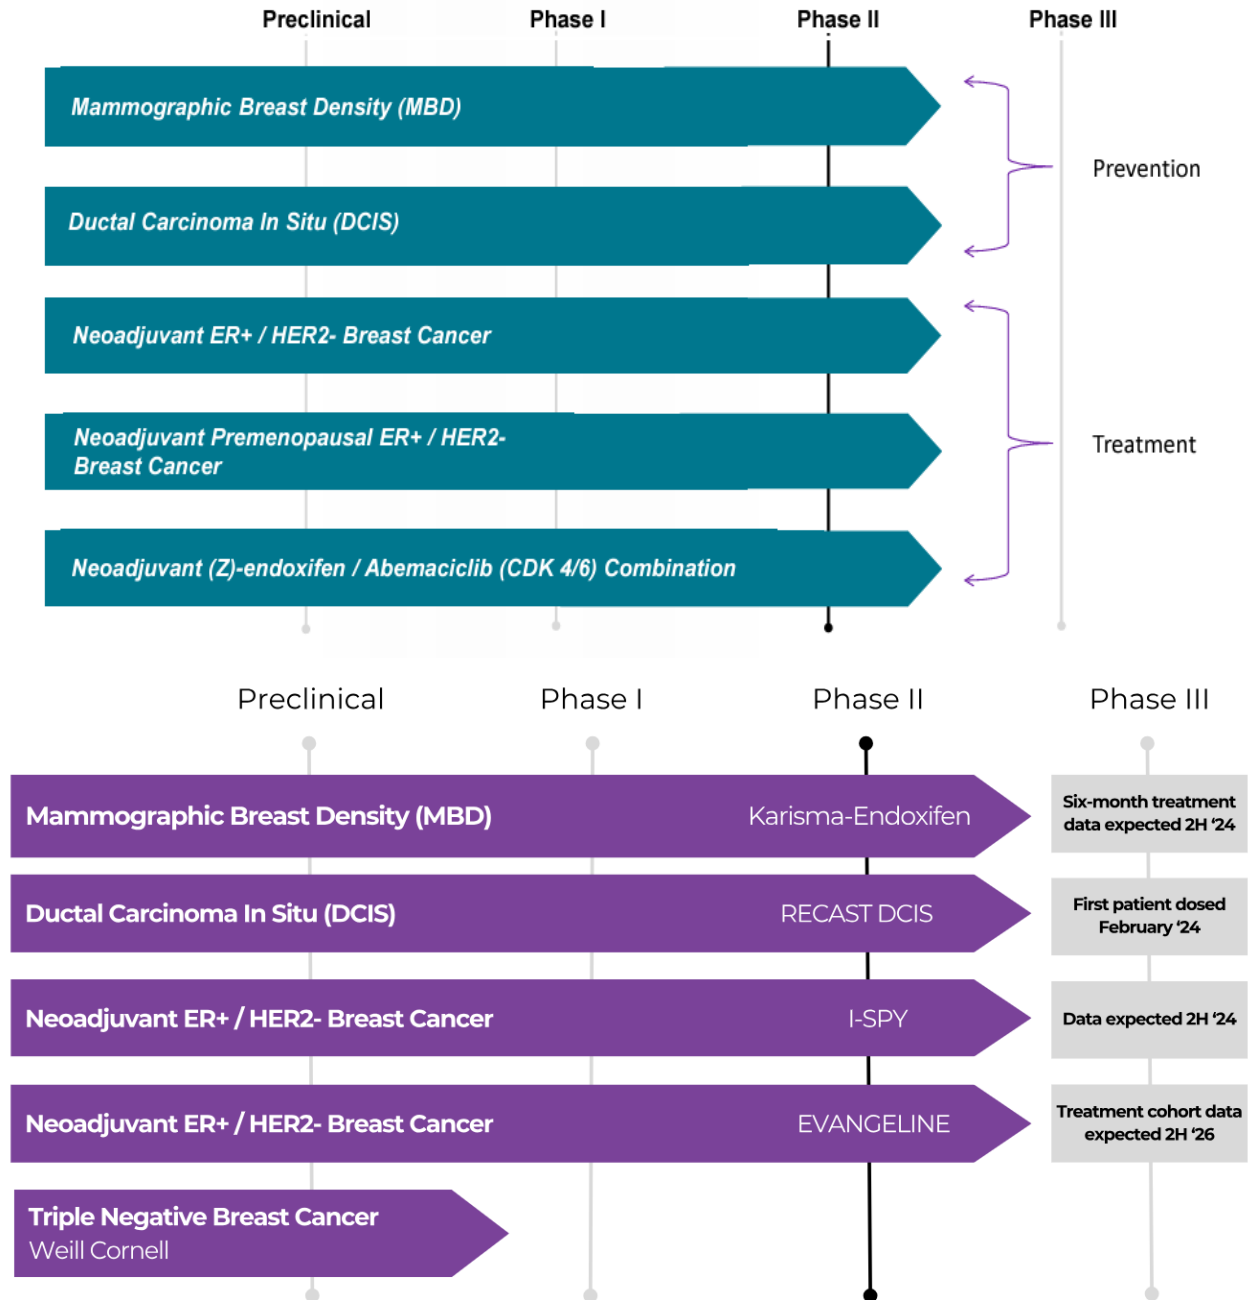 Preclinical Phase I Phase II Phase III
Mammographic Breast Density (MBD)
Prevention
Ductal Carcinoma In Situ (DCIS)
Neoadjuvant ER+ / HER2- Breast Cancer
Neoadjuvant Premenopausal ER+ / HER2-
Breast Cancer
Treatment
Neoadjuvant (Z)-endoxifen / Abemaciclib (CDK 4/6) Combination
Preclinical Phase I Phase II Phase III
Mammographic Breast Density (MBD) Karisma-Endoxifen
Six-month treatment
data expected 2H ‘24
Ductal Carcinoma In Situ (DCIS) RECAST DCIS
First patient dosed
February ‘24
Neoadjuvant ER+ / HER2- Breast Cancer I-SPY
Data expected 2H ‘24
Neoadjuvant ER+ / HER2- Breast Cancer EVANGELINE
Treatment cohort data
expected 2H ‘26
Triple Negative Breast Cancer
Weill Cornell